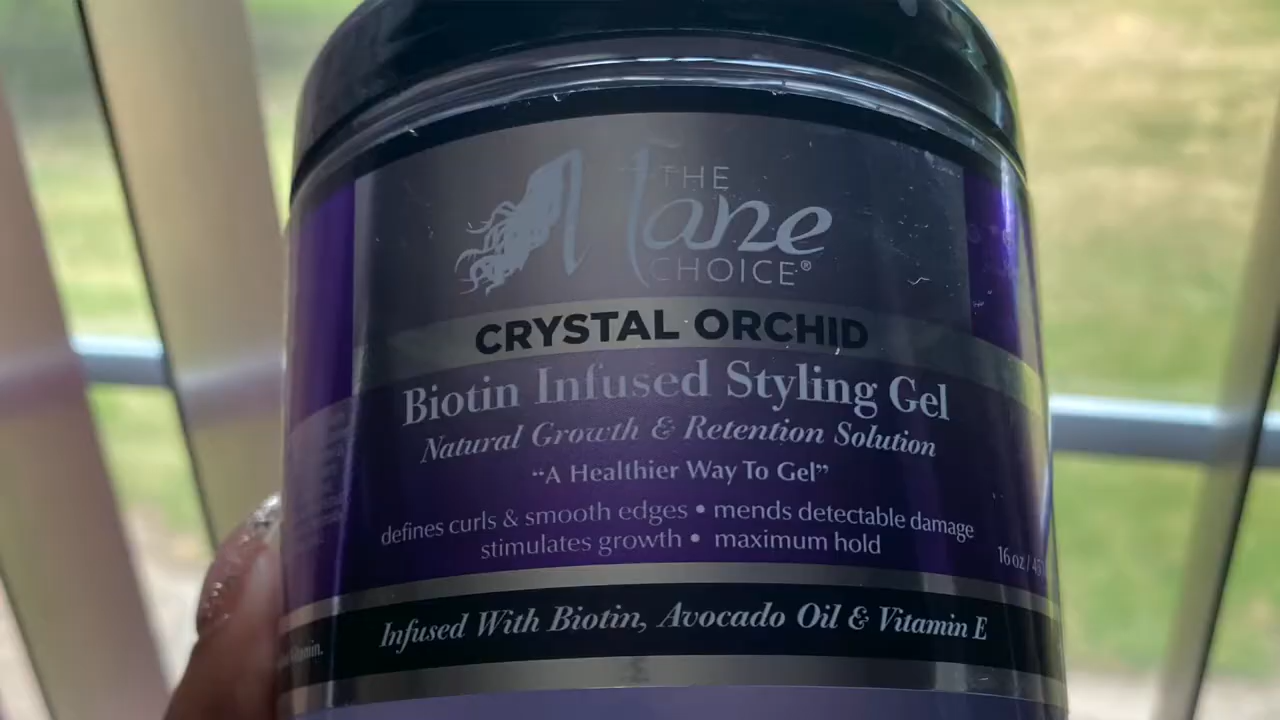 THE
Mane
CHOICE®
CRYSTAL ORCHID
Biotin Infused Styling Gel
Natural Growth & Retention Solution
“A Healthier Way To Gel”
defines curls & smooth edges • mends detectable damage
stimulates growth • maximum hold
16 oz /
Infused With Biotin, Avocado Oil & Vitamin E